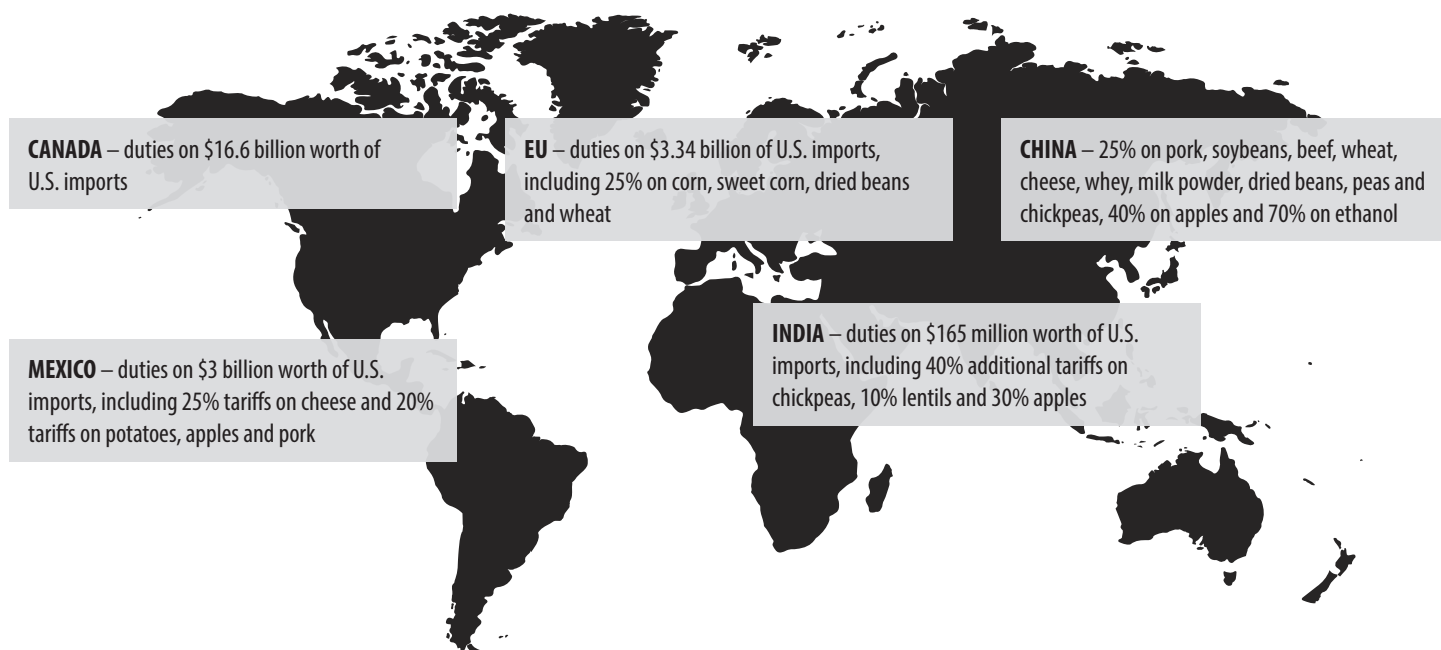 CANADA – duties on $16.6 billion worth of
U.S. imports
EU – duties on $3.34 billion of U.S. imports,
including 25% on corn, sweet corn, dried beans
and wheat
CHINA – 25% on pork, soybeans, beef, wheat,
cheese, whey, milk powder, dried beans, peas and
chickpeas, 40% on apples and 70% on ethanol
MEXICO – duties on $3 billion worth of U.S.
imports, including 25% tariffs on cheese and 20%
tariffs on potatoes, apples and pork
INDIA – duties on $165 million worth of U.S.
imports, including 40% additional tariffs on
chickpeas, 10% lentils and 30% apples